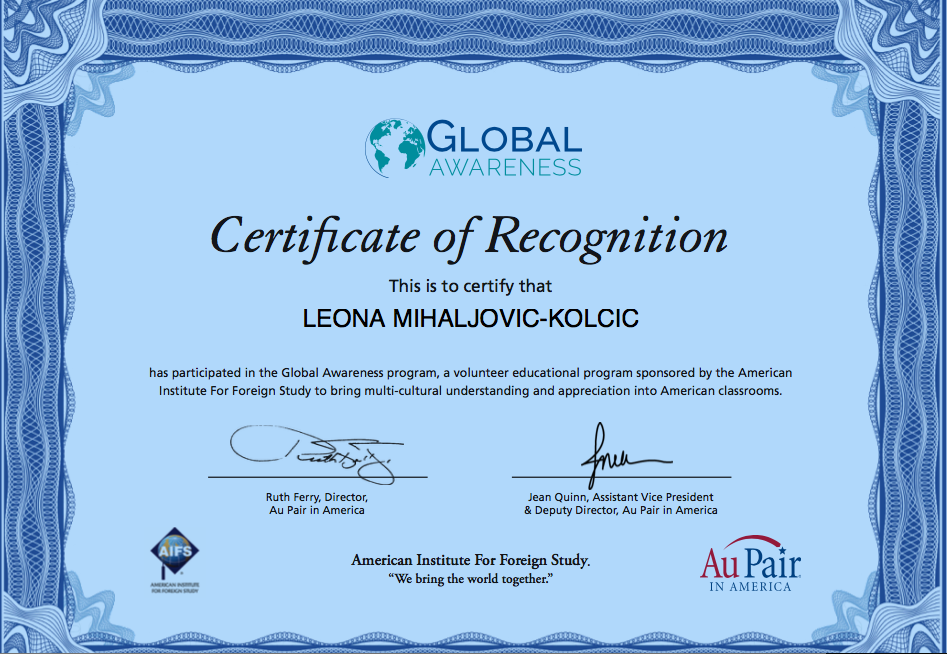 GLOBAL
AWARENESS
Certificate of Recognition
This is to certify that
LEONA MIHALJOVIC-KOLCIC
has participated in the Global Awareness program, a volunteer educational program sponsored by the American
Institute For Foreign Study to bring multi-cultural understanding and appreciation into American classrooms.
Ruth Ferry, Director,
Au Pair in America
Jean Quinn, Assistant Vice President
& Deputy Director, Au Pair in America
AIFS
AMERICAN INSTITUTE
FOR FOREIGN STUDY
American Institute For Foreign Study.
“We bring the world together.”
Au Pair
IN AMERICA